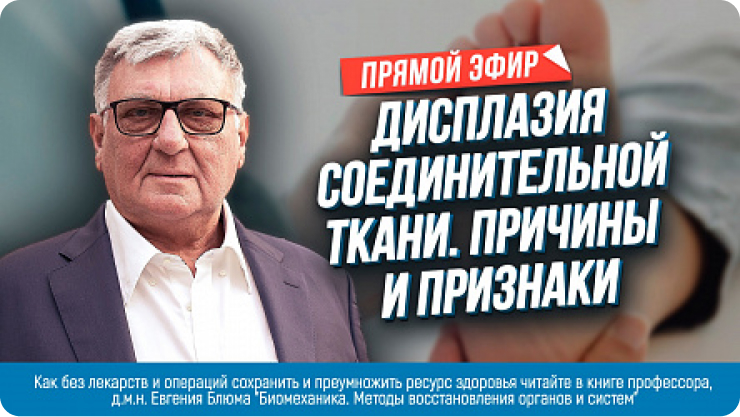 ПРЯМОЙ ЭФИР
ДИСПЛАЗИЯ
СОЕДИНИТЕЛЬНОЙ
ТКАНИ. ПРИЧИНЫ
И ПРИЗНАКИ
Как без лекарств и операций сохранить и преумножить ресурс здоровья читайте в книге профессора,
д.м.н. Евгения Блюма "Биомеханика. Методы восстановления органов и систем"